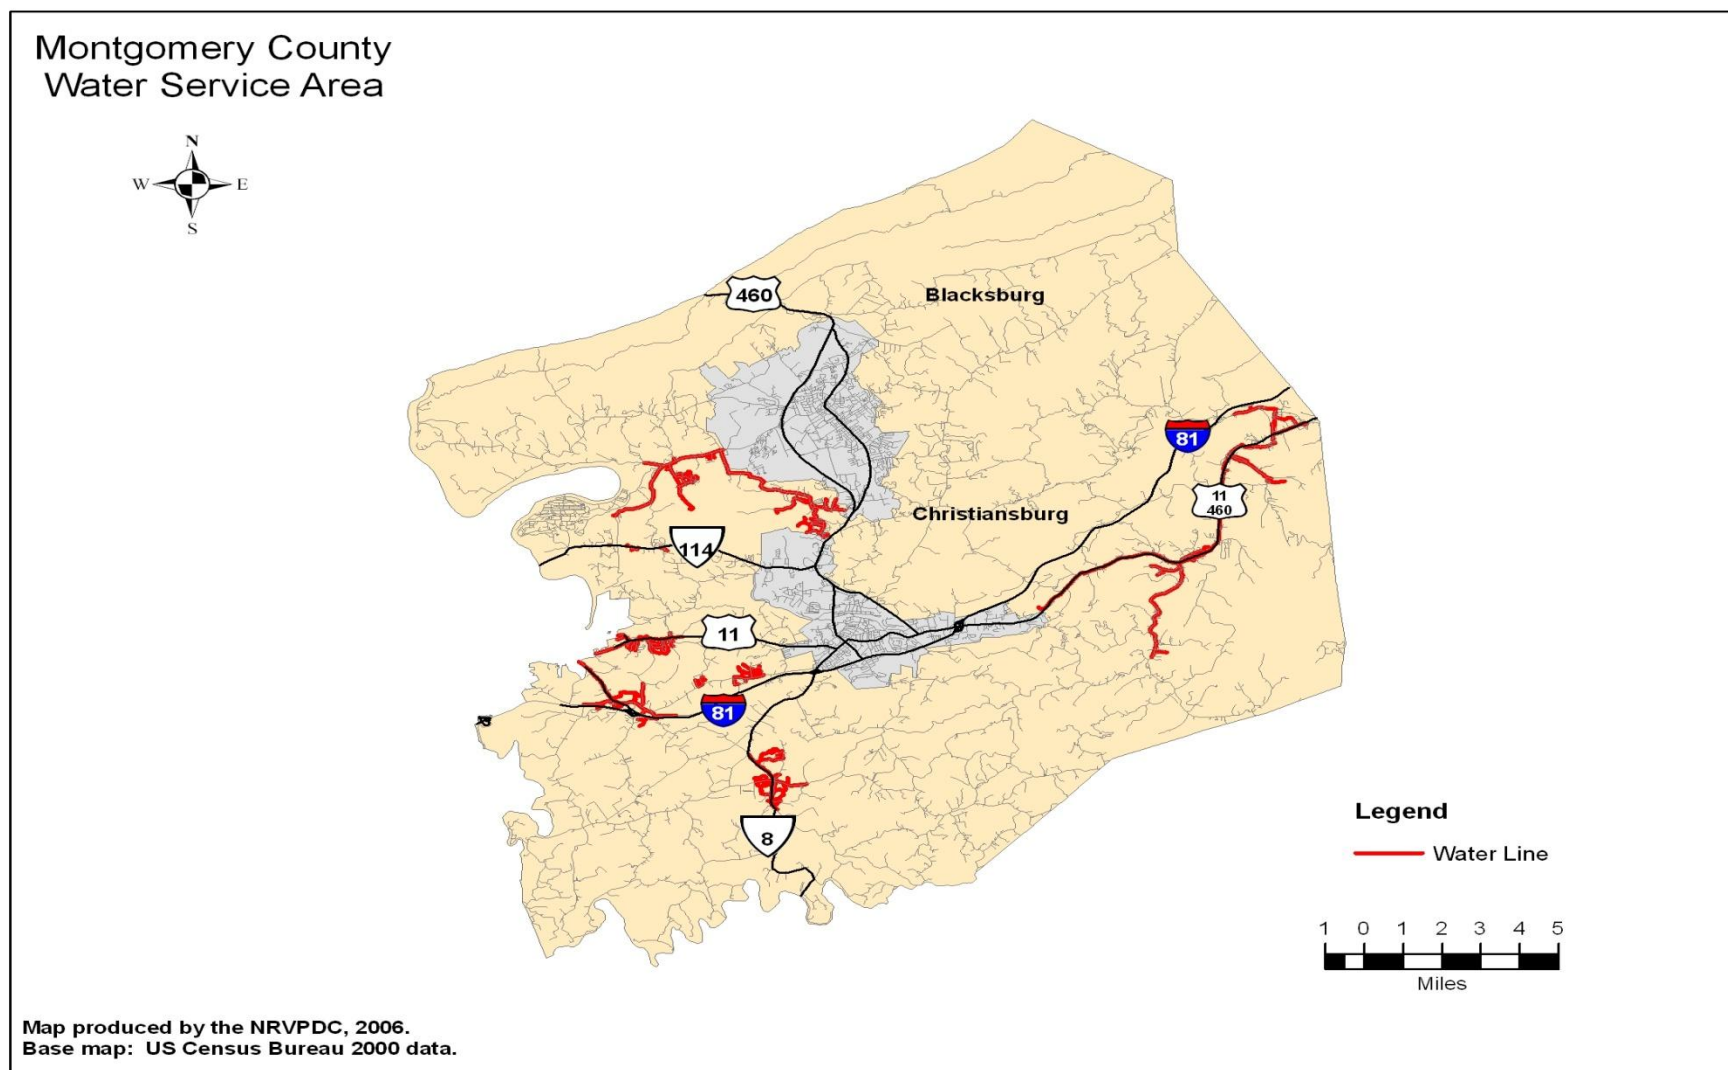 Montgomery County
Water Service Area
N
W E
S
460
Blacksburg
81
11
460
Christiansburg
114
11
81
8
Legend
Water Line
1 0 1 2 3 4 5
Miles
Map produced by the NRVPDC, 2006.
Base map: US Census Bureau 2000 data.